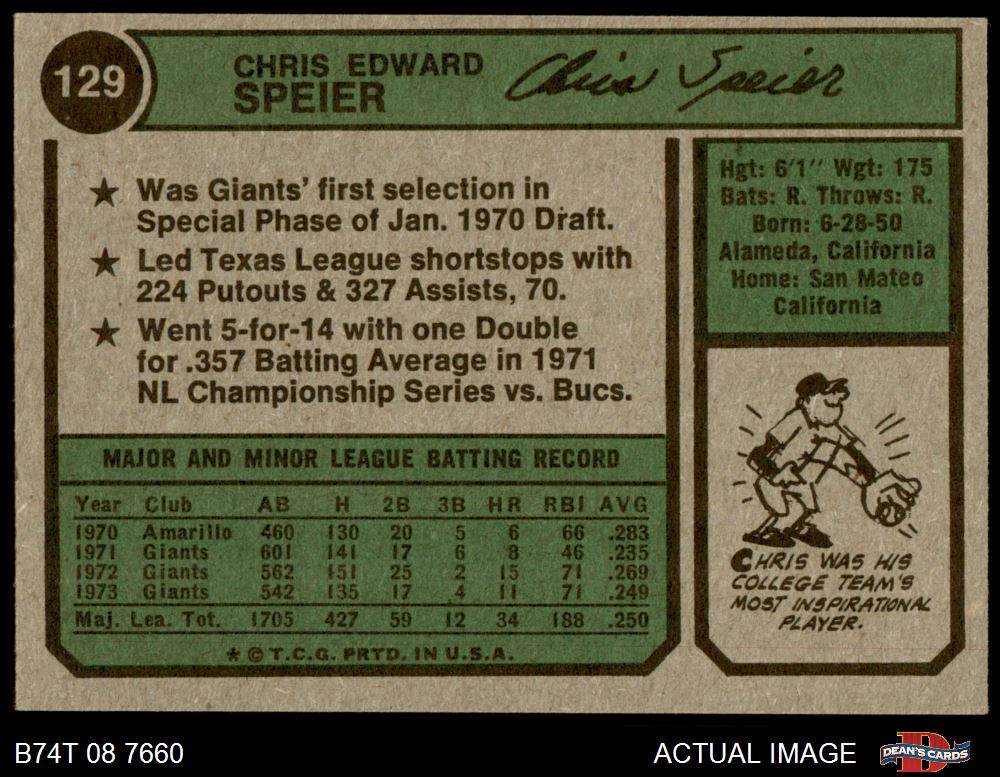 129
CHRIS EDWARD
SPEIER
Chris Speier
★ Was Giants' first selection in
Special Phase of Jan. 1970 Draft.
★ Led Texas League shortstops with
224 Putouts & 327 Assists, 70.
★ Went 5-for-14 with one Double
for .357 Batting Average in 1971
NL Championship Series vs. Bucs.
Hgt: 6'1'' Wgt: 175
Bats: R. Throws: R.
Born: 6-28-50
Alameda, California
Home: San Mateo
California
MAJOR AND MINOR LEAGUE BATTING RECORD
Year Club AB H 2B 3B HR RBI AVG
1970 Amarillo 460 130 20 5 6 66 .283
1971 Giants 601 141 17 6 8 46 .235
1972 Giants 562 151 25 2 15 71 .269
1973 Giants 542 135 17 4 11 71 .249
Maj. Lea. Tot. 1705 427 59 12 34 188 .250
* © T.C.G. PRTD. IN U.S.A.
CHRIS WAS HIS
COLLEGE TEAM'S
MOST INSPIRATIONAL
PLAYER.
B74T 08 7660
ACTUAL IMAGE
DEAN'S CARDS